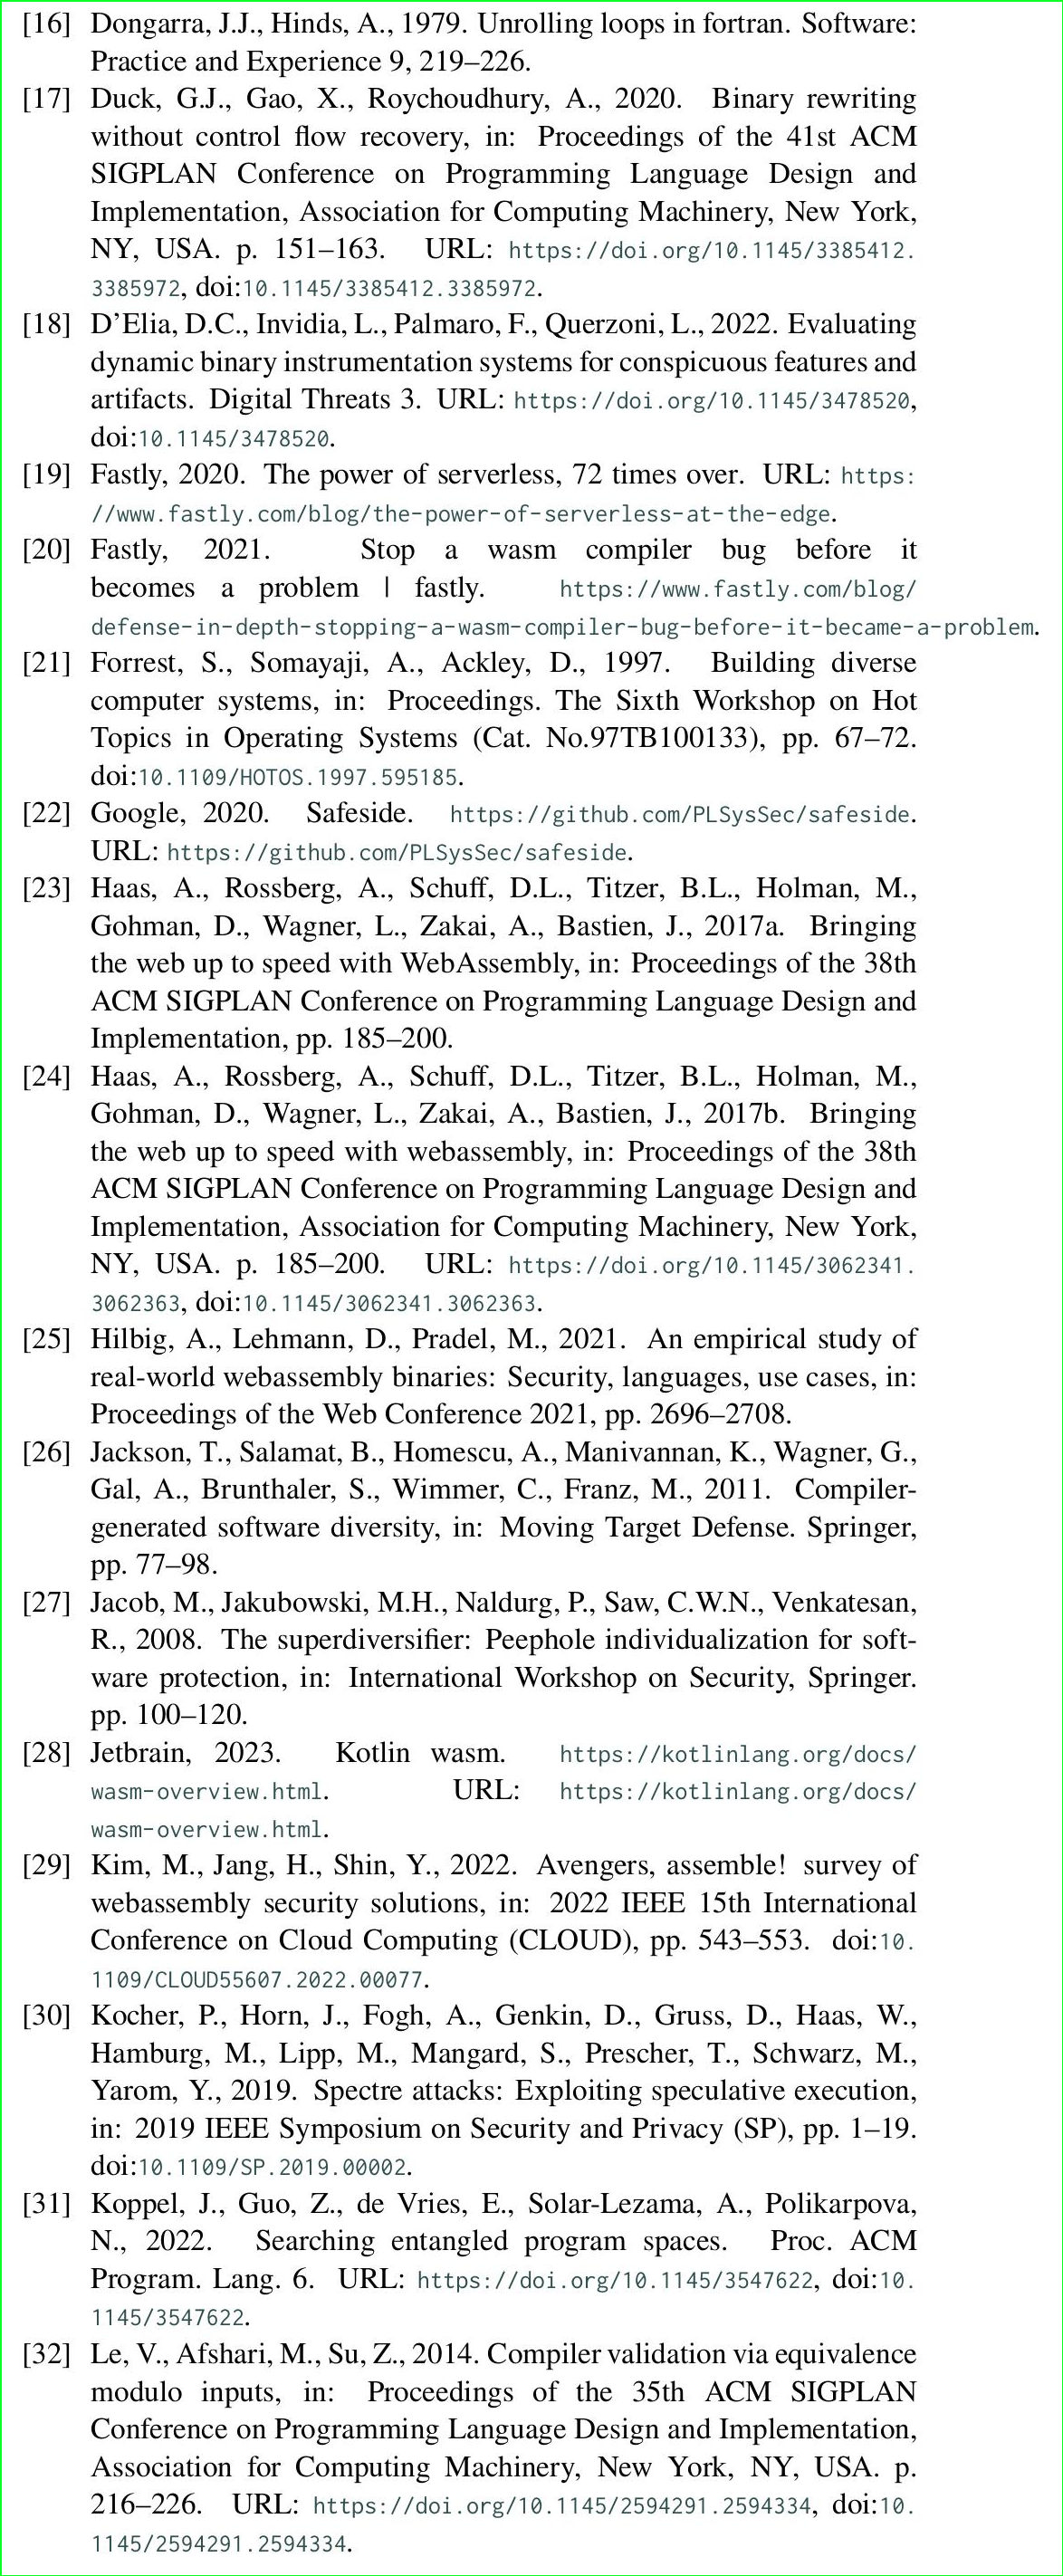 [16] Dongarra, J.J., Hinds, A., 1979. Unrolling loops in fortran. Software:
Practice and Experience 9, 219–226.
[17] Duck, G.J., Gao, X., Roychoudhury, A., 2020. Binary rewriting
without control flow recovery, in: Proceedings of the 41st ACM
SIGPLAN Conference on Programming Language Design and
Implementation, Association for Computing Machinery, New York,
NY, USA. p. 151–163. URL: https://doi.org/10.1145/3385412.
3385972, doi:10.1145/3385412.3385972.
[18] D’Elia, D.C., Invidia, L., Palmaro, F., Querzoni, L., 2022. Evaluating
dynamic binary instrumentation systems for conspicuous features and
artifacts. Digital Threats 3. URL: https://doi.org/10.1145/3478520,
doi:10.1145/3478520.
[19] Fastly, 2020. The power of serverless, 72 times over. URL: https:
//www.fastly.com/blog/the-power-of-serverless-at-the-edge.
[20] Fastly, 2021. Stop a wasm compiler bug before it
becomes a problem | fastly. https://www.fastly.com/blog/
defense-in-depth-stopping-a-wasm-compiler-bug-before-it-became-a-problem.
[21] Forrest, S., Somayaji, A., Ackley, D., 1997. Building diverse
computer systems, in: Proceedings. The Sixth Workshop on Hot
Topics in Operating Systems (Cat. No.97TB100133), pp. 67–72.
doi:10.1109/HOTOS.1997.595185.
[22] Google, 2020. Safeside. https://github.com/PLSysSec/safeside.
URL: https://github.com/PLSysSec/safeside.
[23] Haas, A., Rossberg, A., Schuff, D.L., Titzer, B.L., Holman, M.,
Gohman, D., Wagner, L., Zakai, A., Bastien, J., 2017a. Bringing
the web up to speed with WebAssembly, in: Proceedings of the 38th
ACM SIGPLAN Conference on Programming Language Design and
Implementation, pp. 185–200.
[24] Haas, A., Rossberg, A., Schuff, D.L., Titzer, B.L., Holman, M.,
Gohman, D., Wagner, L., Zakai, A., Bastien, J., 2017b. Bringing
the web up to speed with webassembly, in: Proceedings of the 38th
ACM SIGPLAN Conference on Programming Language Design and
Implementation, Association for Computing Machinery, New York,
NY, USA. p. 185–200. URL: https://doi.org/10.1145/3062341.
3062363, doi:10.1145/3062341.3062363.
[25] Hilbig, A., Lehmann, D., Pradel, M., 2021. An empirical study of
real-world webassembly binaries: Security, languages, use cases, in:
Proceedings of the Web Conference 2021, pp. 2696–2708.
[26] Jackson, T., Salamat, B., Homescu, A., Manivannan, K., Wagner, G.,
Gal, A., Brunthaler, S., Wimmer, C., Franz, M., 2011. Compiler-
generated software diversity, in: Moving Target Defense. Springer,
pp. 77–98.
[27] Jacob, M., Jakubowski, M.H., Naldurg, P., Saw, C.W.N., Venkatesan,
R., 2008. The superdiversifier: Peephole individualization for soft-
ware protection, in: International Workshop on Security, Springer.
pp. 100–120.
[28] Jetbrain, 2023. Kotlin wasm. https://kotlinlang.org/docs/
wasm-overview.html. URL: https://kotlinlang.org/docs/
wasm-overview.html.
[29] Kim, M., Jang, H., Shin, Y., 2022. Avengers, assemble! survey of
webassembly security solutions, in: 2022 IEEE 15th International
Conference on Cloud Computing (CLOUD), pp. 543–553. doi:10.
1109/CLOUD55607.2022.00077.
[30] Kocher, P., Horn, J., Fogh, A., Genkin, D., Gruss, D., Haas, W.,
Hamburg, M., Lipp, M., Mangard, S., Prescher, T., Schwarz, M.,
Yarom, Y., 2019. Spectre attacks: Exploiting speculative execution,
in: 2019 IEEE Symposium on Security and Privacy (SP), pp. 1–19.
doi:10.1109/SP.2019.00002.
[31] Koppel, J., Guo, Z., de Vries, E., Solar-Lezama, A., Polikarpova,
N., 2022. Searching entangled program spaces. Proc. ACM
Program. Lang. 6. URL: https://doi.org/10.1145/3547622, doi:10.
1145/3547622.
[32] Le, V., Afshari, M., Su, Z., 2014. Compiler validation via equivalence
modulo inputs, in: Proceedings of the 35th ACM SIGPLAN
Conference on Programming Language Design and Implementation,
Association for Computing Machinery, New York, NY, USA. p.
216–226. URL: https://doi.org/10.1145/2594291.2594334, doi:10.
1145/2594291.2594334.